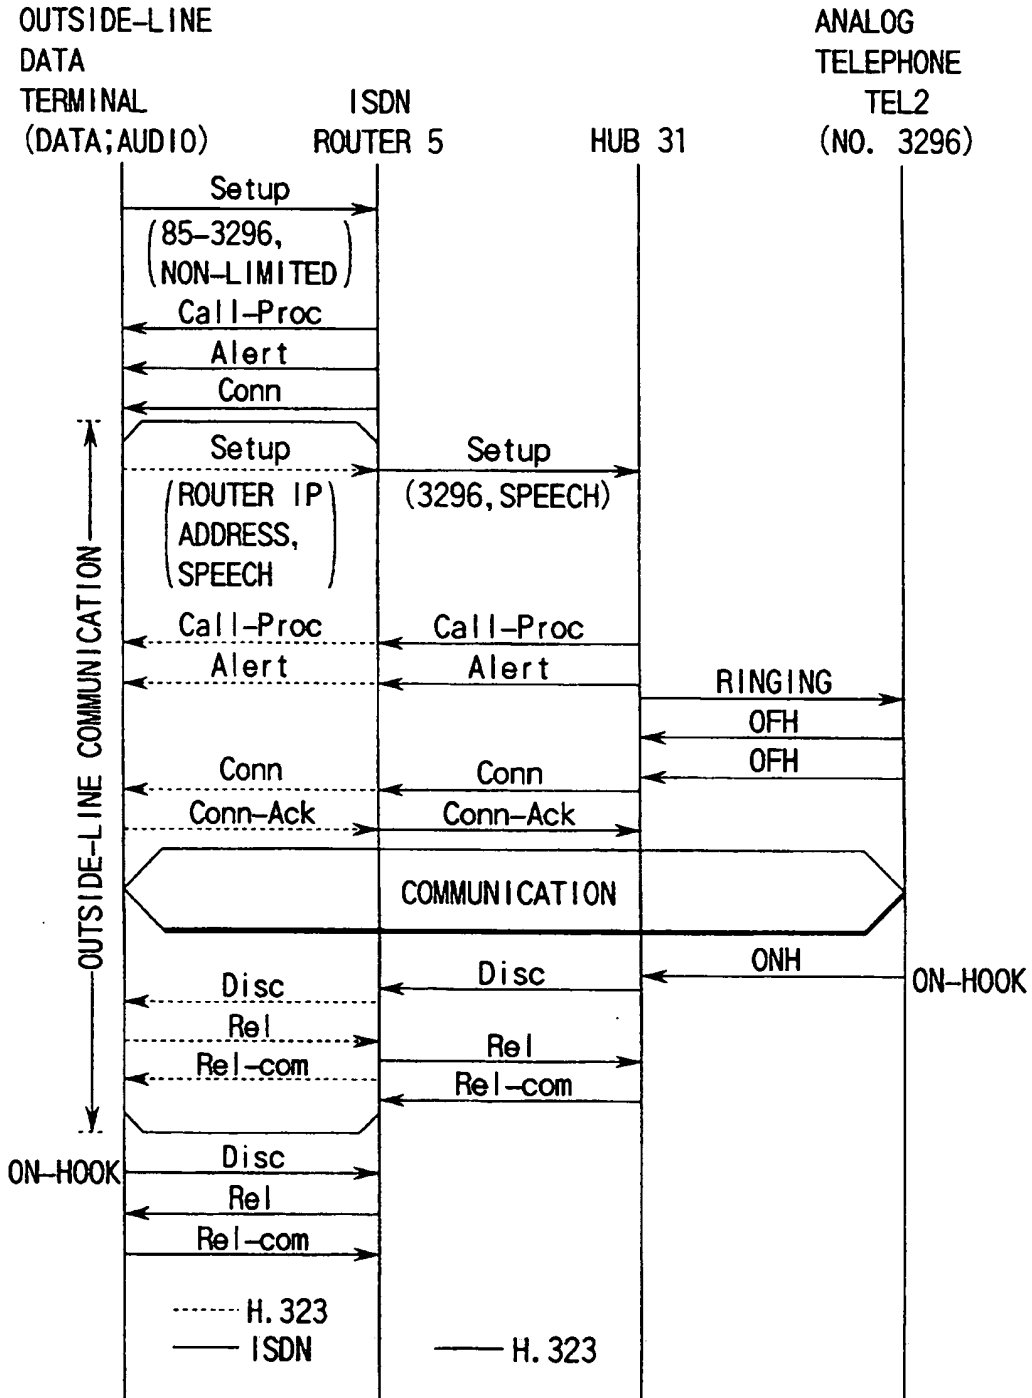 OUTSIDE-LINE
DATA
TERMINAL
(DATA;AUDIO)
ISDN
ROUTER 5
HUB 31
ANALOG
TELEPHONE
TEL2
(NO. 3296)
Setup
(85-3296,
NON-LIMITED)
Call-Proc
Alert
Conn
Setup
Setup
(ROUTER IP
ADDRESS,
SPEECH)
(3296, SPEECH)
OUTSIDE-LINE COMMUNICATION
Call-Proc
Call-Proc
Alert
Alert
RINGING
OFH
OFH
Conn
Conn
Conn-Ack
Conn-Ack
COMMUNICATION
ONH
ON-HOOK
Disc
Disc
Rel
Rel
Rel-com
Rel-com
ON-HOOK
Disc
Rel
Rel-com
H.323
ISDN
H.323